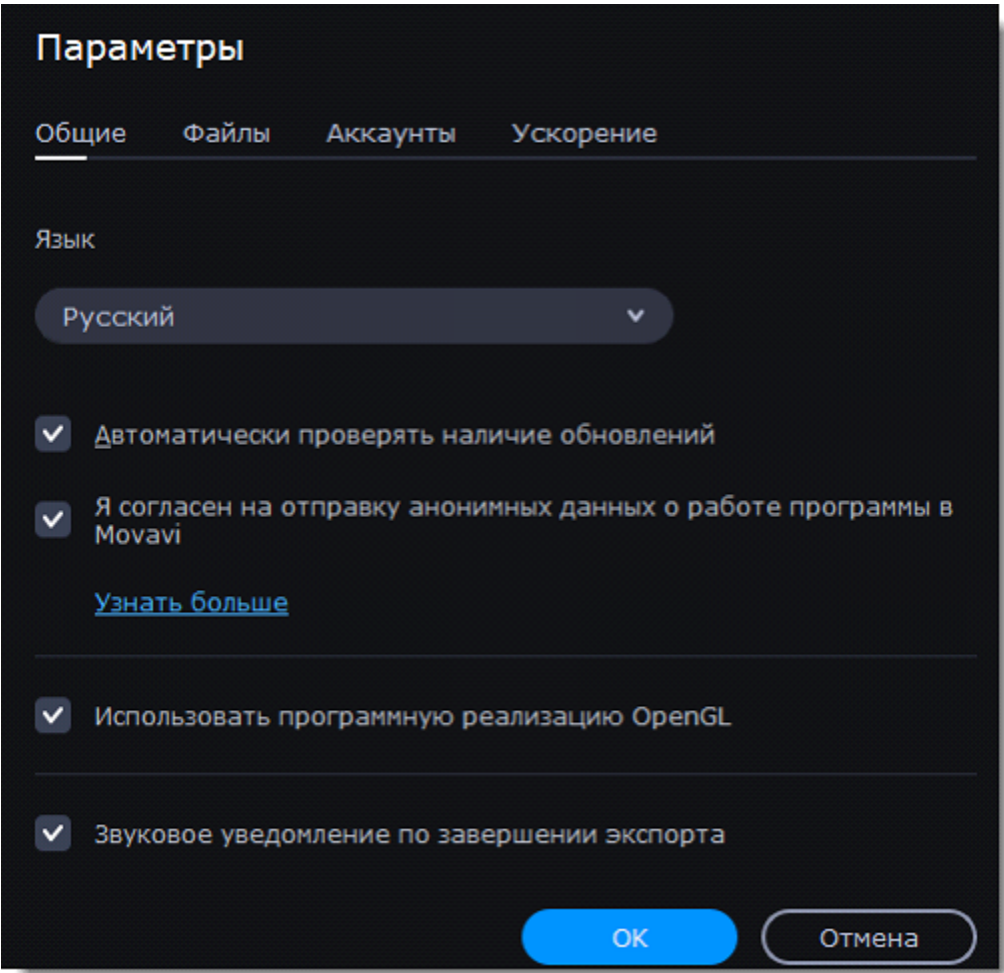 Параметры
Общие Файлы Аккаунты Ускорение
Язык
Русский
Автоматически проверять наличие обновлений
Я согласен на отправку анонимных данных о работе программы в
Movavi
Узнать больше
Использовать программную реализацию OpenGL
Звуковое уведомление по завершении экспорта
OK Отмена